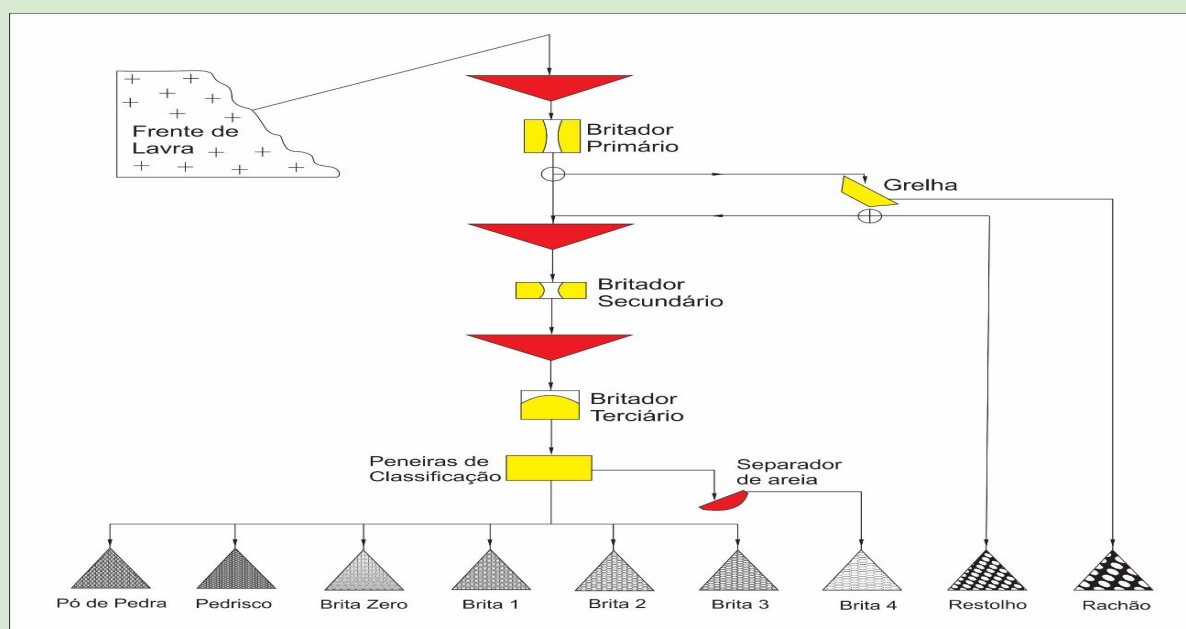 Frente de
Lavra
Britador
Primário
Grelha
Britador
Secundário
Britador
Terciário
Peneiras de
Classificação
Separador
de areia
Pó de Pedra
Pedrisco
Brita Zero
Brita 1
Brita 2
Brita 3
Brita 4
Restolho
Rachão